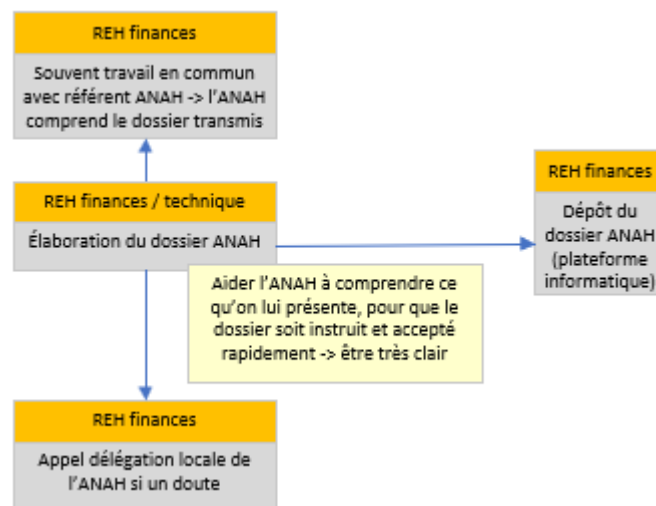 REH finances
Souvent travail en commun
avec référent ANAH -> l'ANAH
comprend le dossier transmis
REH finances / technique
Élaboration du dossier ANAH
REH finances
Dépôt du
dossier ANAH
(plateforme
informatique)
Aider l'ANAH à comprendre ce
qu'on lui présente, pour que le
dossier soit instruit et accepté
rapidement -> être très clair
REH finances
Appel délégation locale de
l'ANAH si un doute